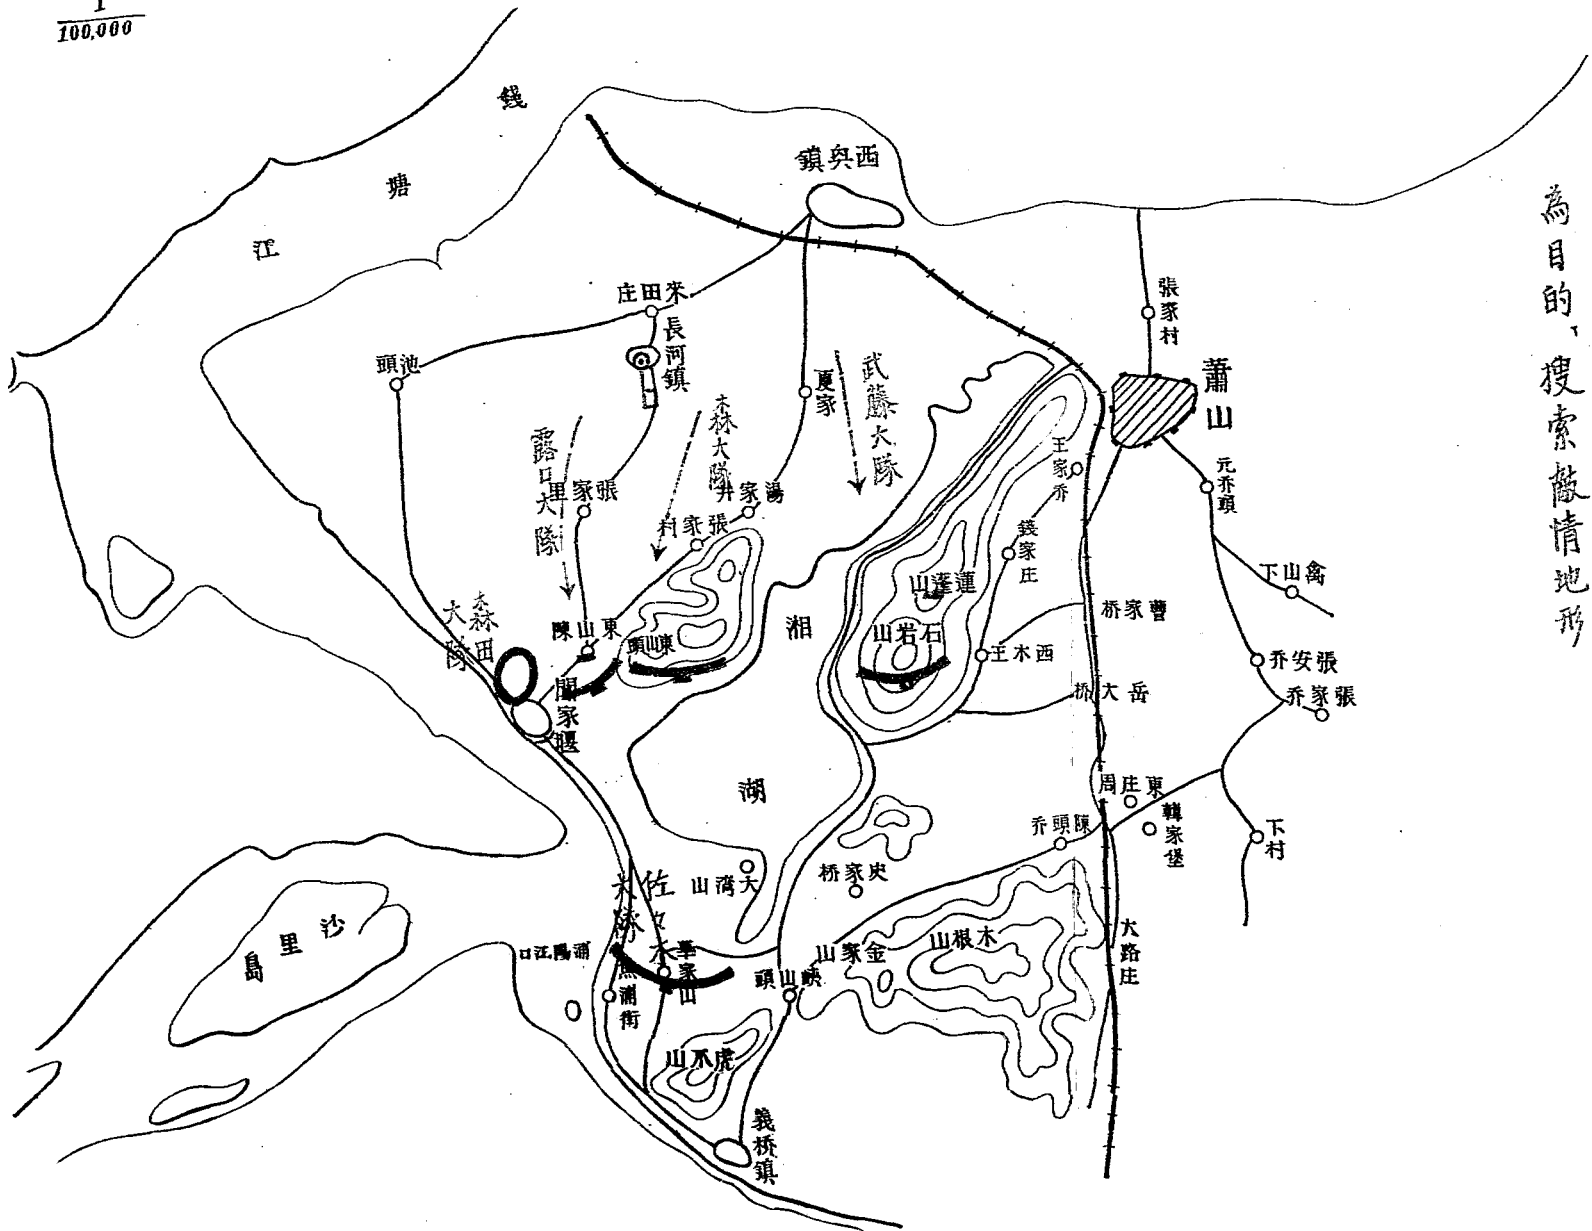 1
100,000
錢塘江
西興鎮
為目的、搜索敵情地形
來田庄
長河鎮
池頭
夏家
武藤大隊
張家村
蕭山
森林大隊
露口大隊
張家里
湯家井
張家村
王家乔
錢家庄
元乔頭
禽山下
蓮蓬山
石岩山
曹家桥
西木王
岳大桥
張安乔
張家乔
湘湖
東山陳
東山頭
森田大隊
聞家堰
東庄周
韓家堡
陳頭乔
下村
史家桥
大湾山
佐々木大隊
華家山
浦陽江口
漁浦街
沙里島
金家山
木根山
峽山頭
大路庄
虎爪山
義桥鎮